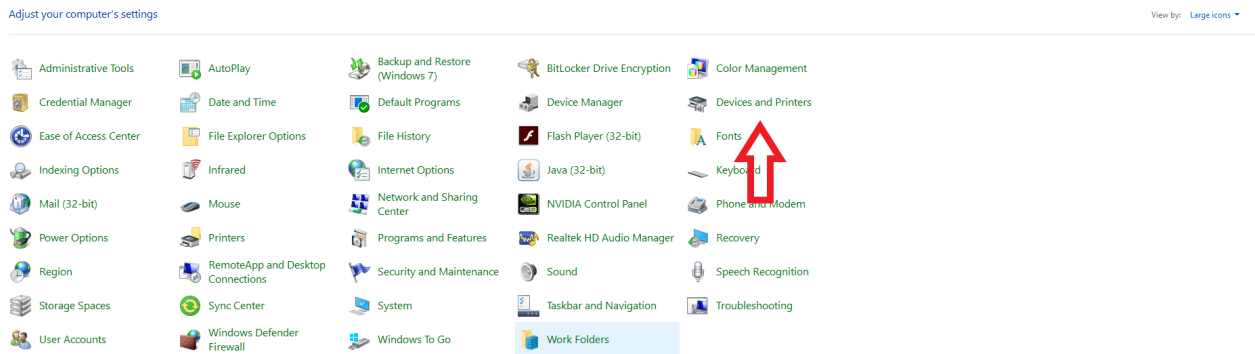 Adjust your computer's settings
View by: Large icons
Administrative Tools
AutoPlay
Backup and Restore
(Windows 7)
BitLocker Drive Encryption
Color Management
Credential Manager
Date and Time
Default Programs
Device Manager
Devices and Printers
Ease of Access Center
File Explorer Options
File History
Flash Player (32-bit)
Fonts
Indexing Options
Infrared
Internet Options
Java (32-bit)
Keyboard
Mail (32-bit)
Mouse
Network and Sharing
Center
NVIDIA Control Panel
Phone and Modem
Power Options
Printers
Programs and Features
Realtek HD Audio Manager
Recovery
Region
RemoteApp and Desktop
Connections
Security and Maintenance
Sound
Speech Recognition
Storage Spaces
Sync Center
System
Taskbar and Navigation
Troubleshooting
User Accounts
Windows Defender
Firewall
Windows To Go
Work Folders